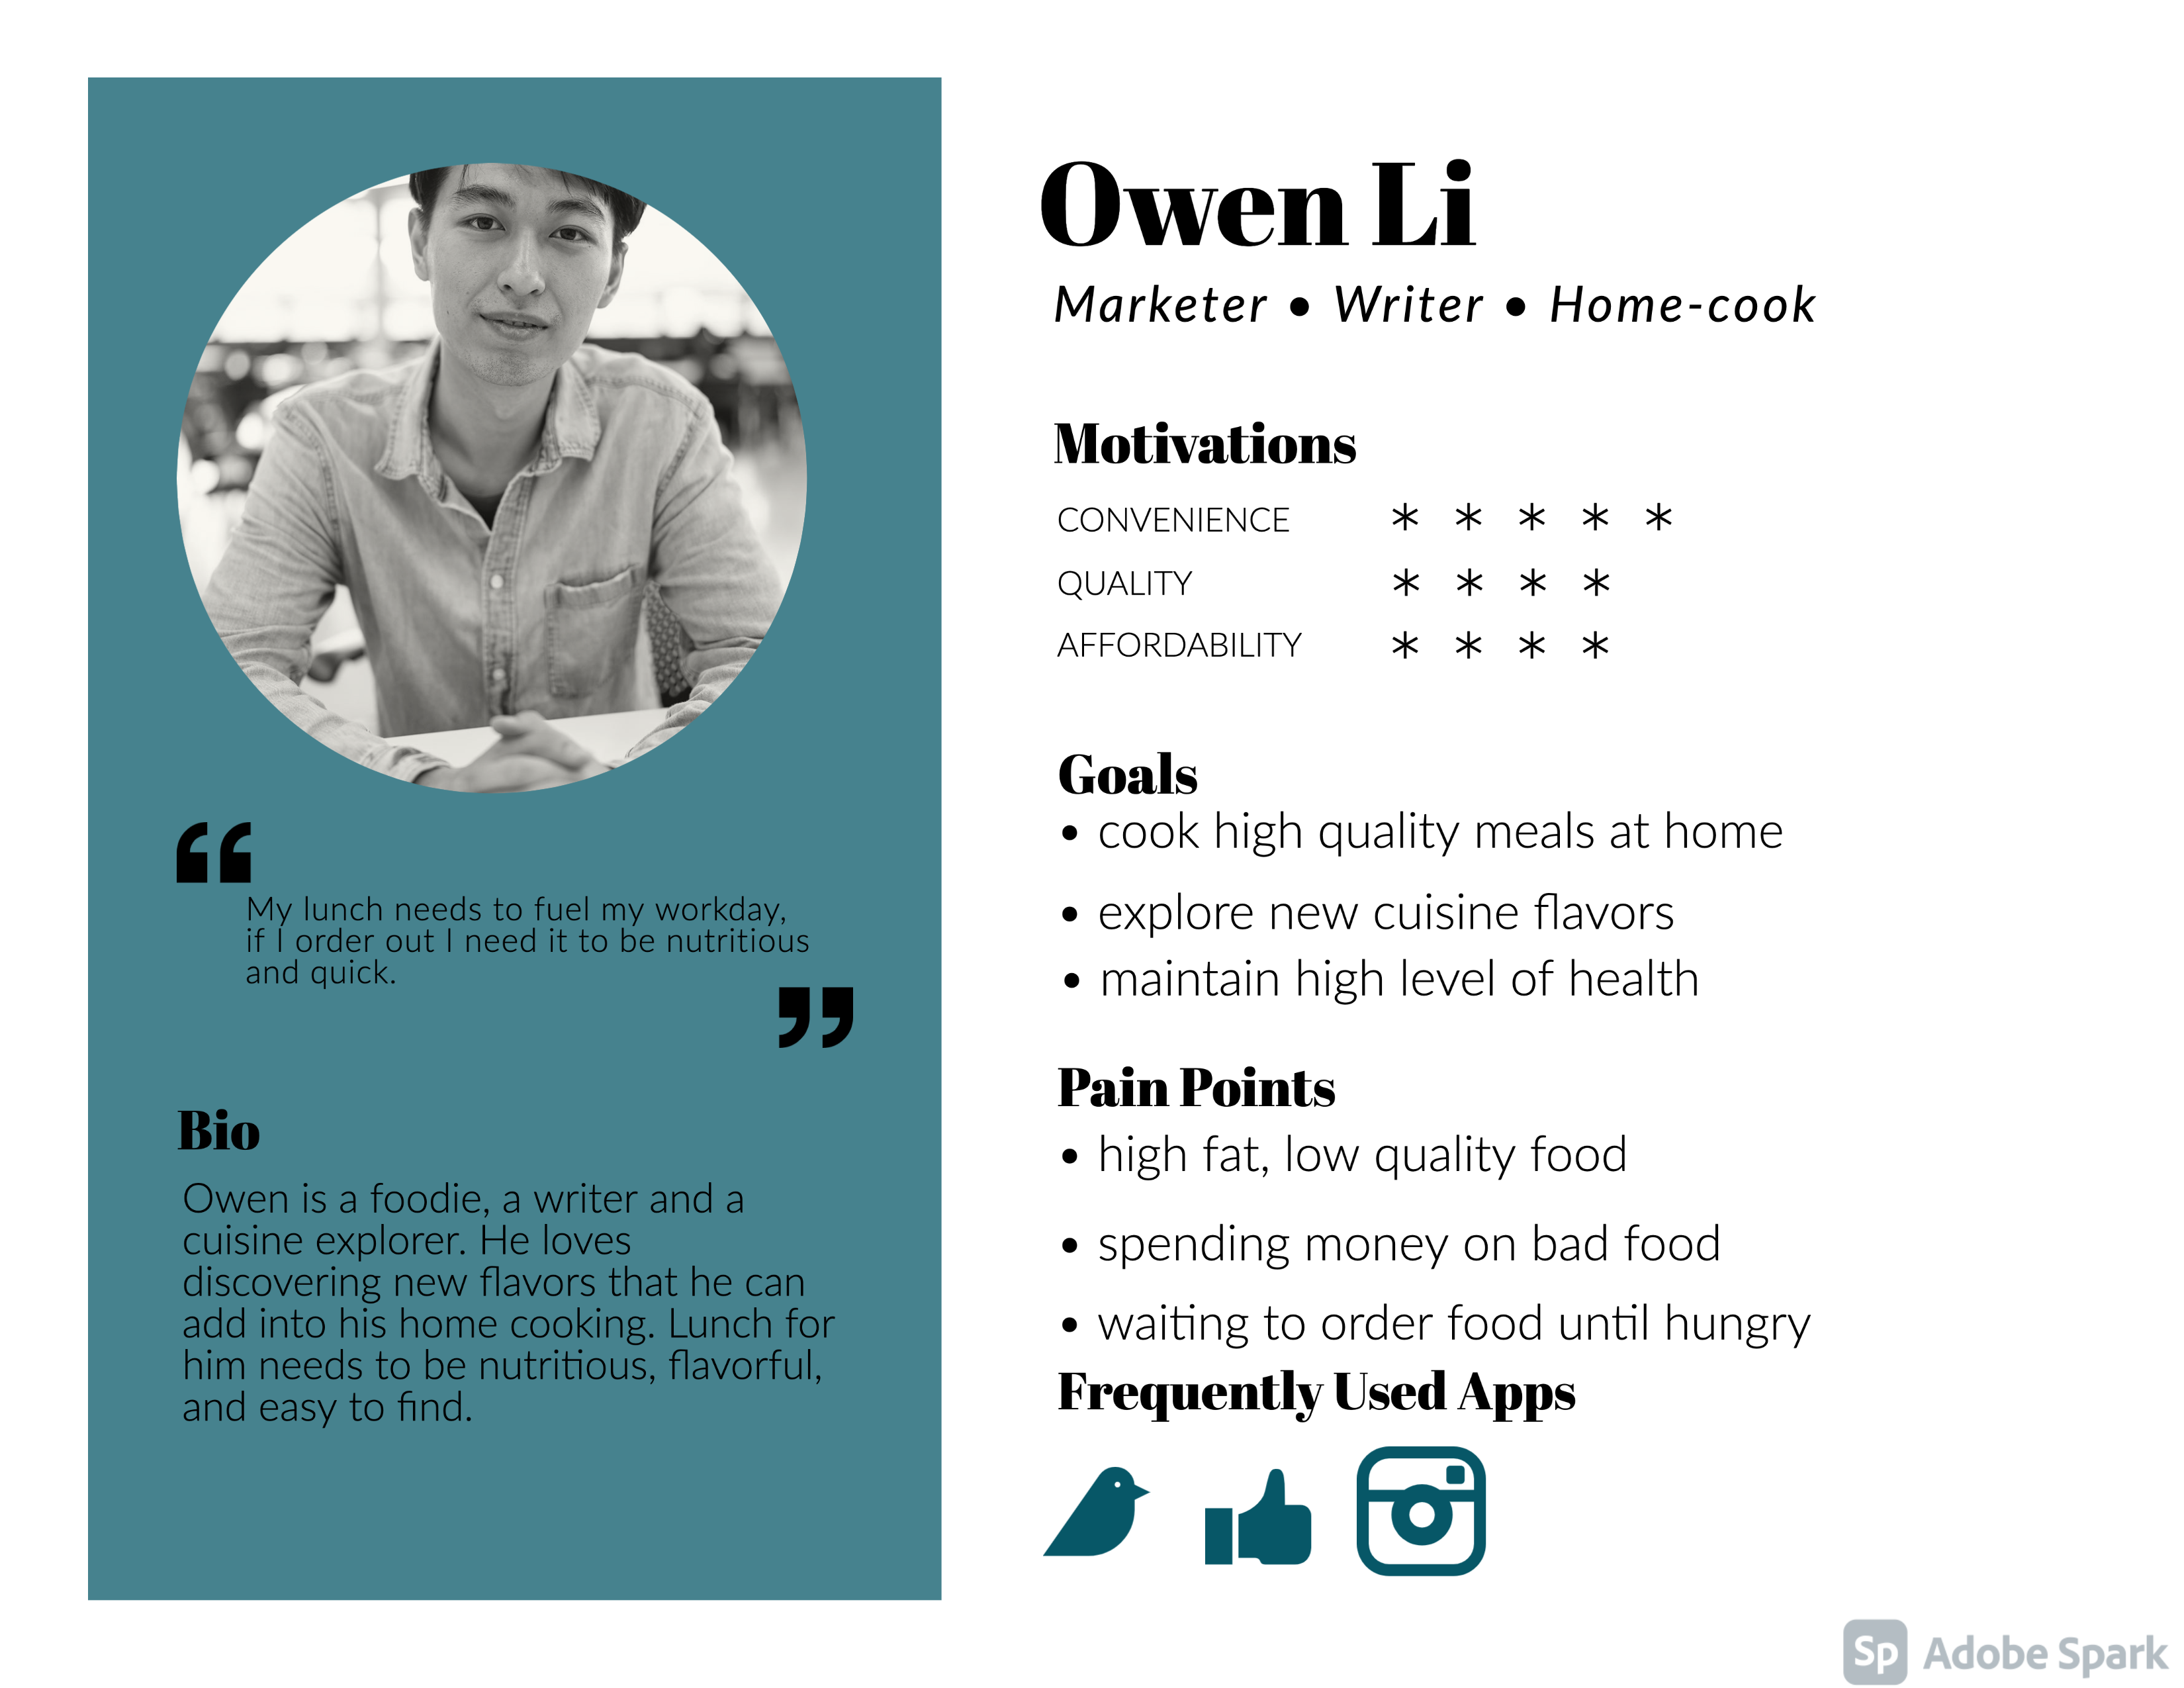 “
My lunch needs to fuel my workday,
if I order out I need it to be nutritious
and quick.
”
Bio
Owen is a foodie, a writer and a
cuisine explorer. He loves
discovering new flavors that he can
add into his home cooking. Lunch for
him needs to be nutritious, flavorful,
and easy to find.
Owen Li
Marketer • Writer • Home-cook
Motivations
CONVENIENCE * * * * *
QUALITY * * * *
AFFORDABILITY * * * *
Goals
• cook high quality meals at home
• explore new cuisine flavors
• maintain high level of health
Pain Points
• high fat, low quality food
• spending money on bad food
• waiting to order food until hungry
Frequently Used Apps
Sp Adobe Spark